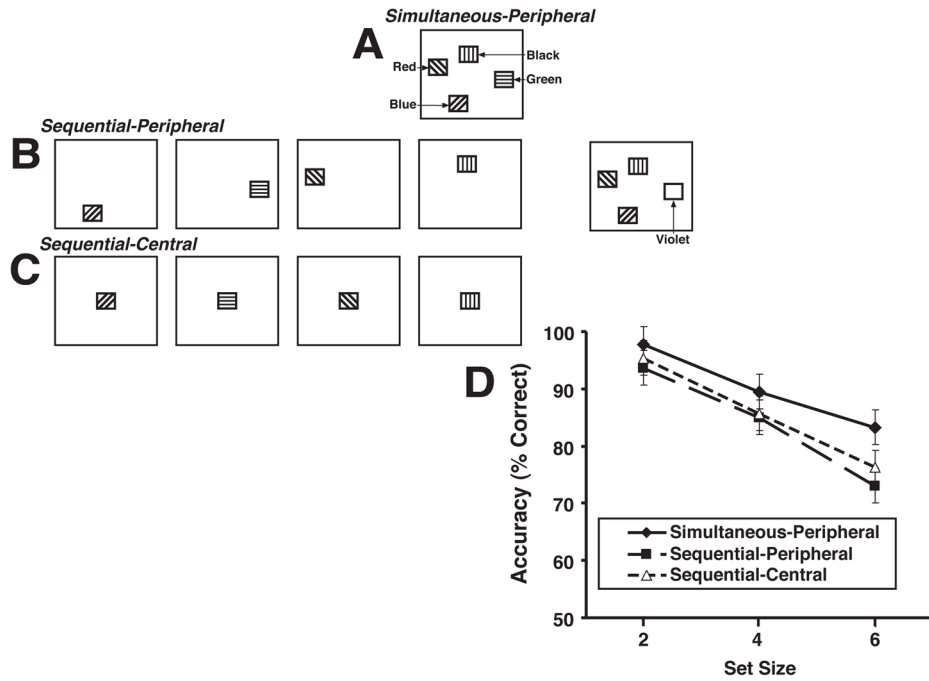 Simultaneous-Peripheral
A
Red
Black
Green
Blue
Sequential-Peripheral
B
Violet
Sequential-Central
C
D
100
90
80
70
60
50
Accuracy (% Correct)
Simultaneous-Peripheral
Sequential-Peripheral
Sequential-Central
2 4 6
Set Size